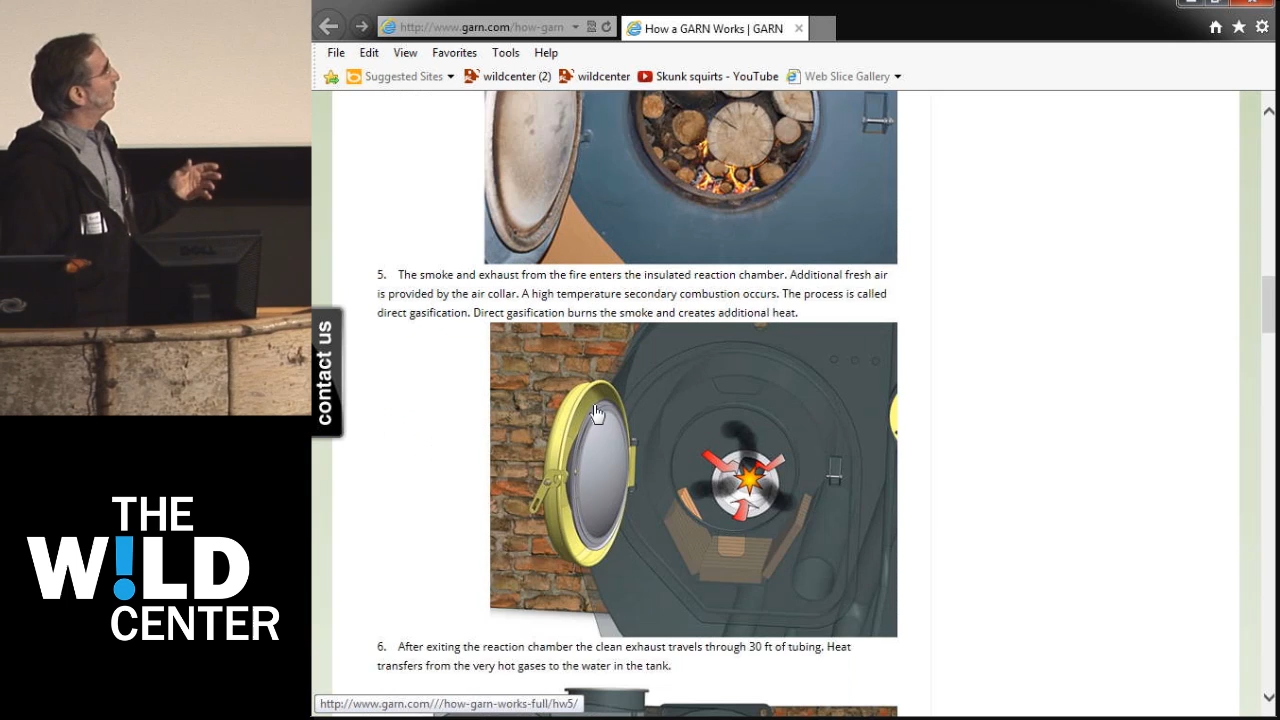 http://www.garn.com/how-garn
How a GARN Works | GARN
File Edit View Favorites Tools Help
Suggested Sites
wildcenter (2)
wildcenter
Skunk squirts - YouTube
Web Slice Gallery
5. The smoke and exhaust from the fire enters the insulated reaction chamber. Additional fresh air
is provided by the air collar. A high temperature secondary combustion occurs. The process is called
direct gasification. Direct gasification burns the smoke and creates additional heat.
contact us
6. After exiting the reaction chamber the clean exhaust travels through 30 ft of tubing. Heat
transfers from the very hot gases to the water in the tank.
http://www.garn.com///how-garn-works-full/hw5/
DELL
THE
W!LD
CENTER